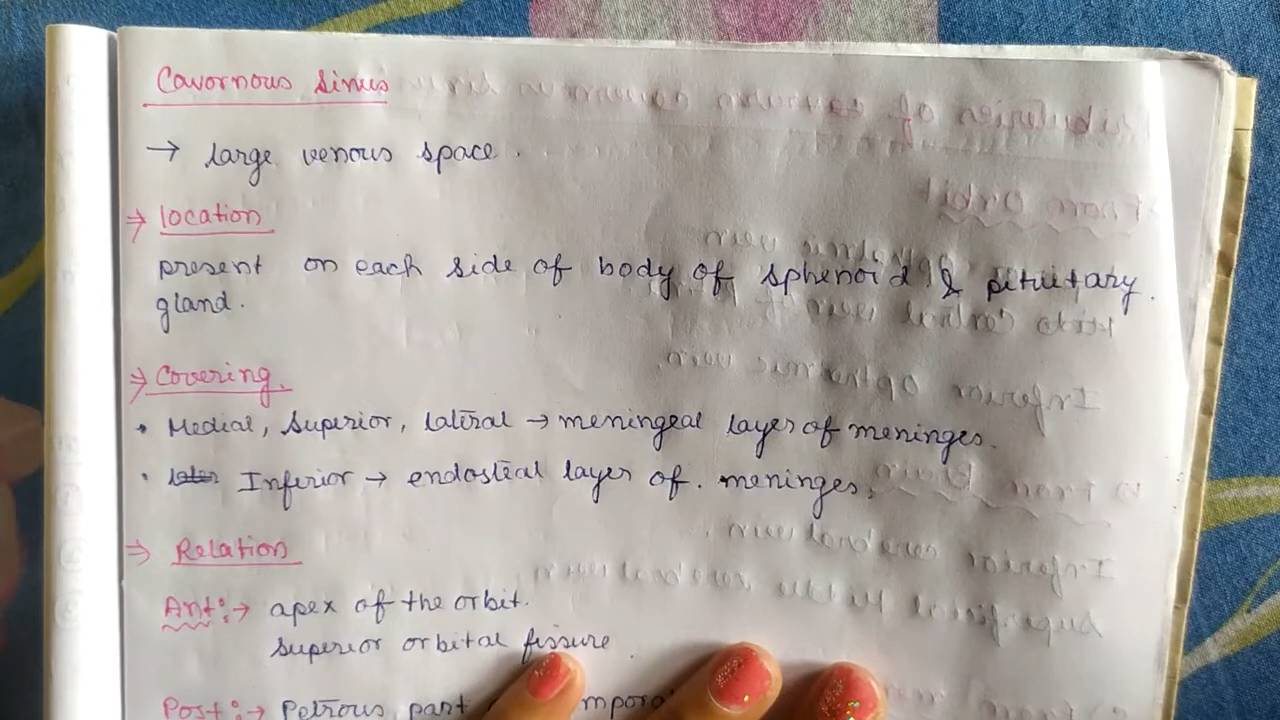 Cavornous Sinus
→ large venous space.
⇒ location
present on each side of body of sphenoid & pituitary
gland.
⇒ Covering.
• Medial, Superior, lateral → meningeal layer of meninges.
• Inferior → endosteal layer of. meninges.
⇒ Relation
Ant:→ apex of the orbit.
Superior orbital fissure.
Post:→ Petrous part